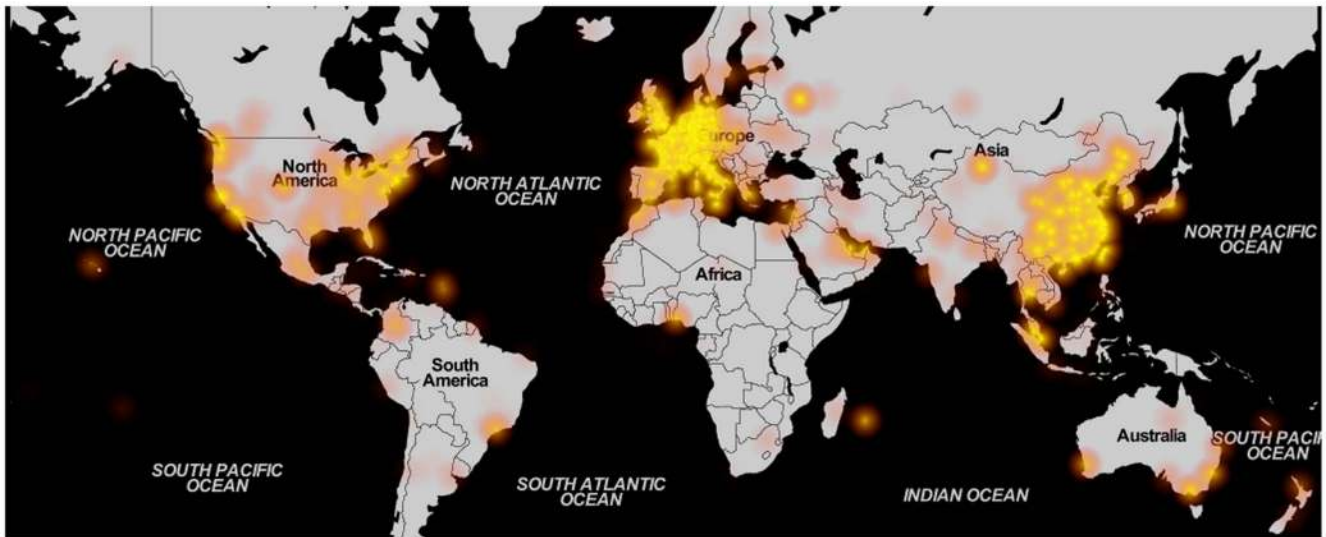 Europe
Asia
North
America
NORTH ATLANTIC
OCEAN
NORTH PACIFIC
OCEAN
NORTH PACIFIC
OCEAN
Africa
South
America
Australia
SOUTH PACIF
OCEAN
SOUTH PACIFIC
OCEAN
SOUTH ATLANTIC
OCEAN
INDIAN OCEAN